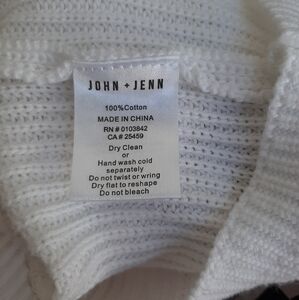 JOHN + JENN
100%Cotton
MADE IN CHINA
RN # 0103842
CA # 25459
Dry Clean
or
Hand wash cold
separately
Do not twist or wring
Dry flat to reshape
Do not bleach